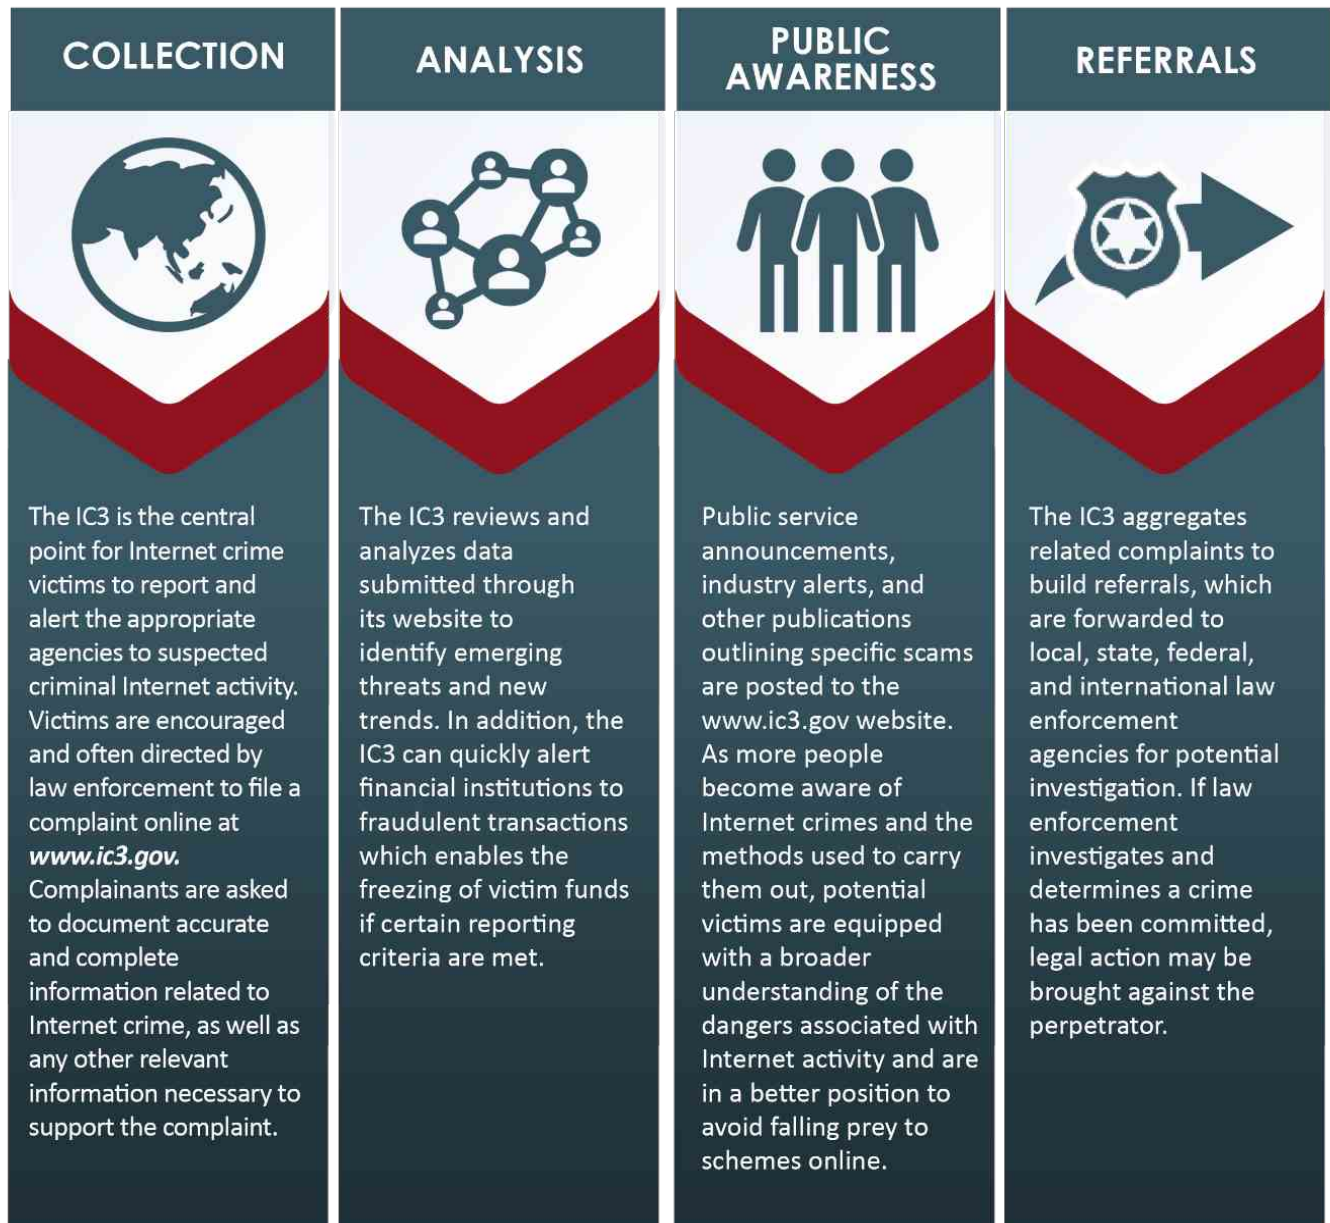 COLLECTION
The IC3 is the central
point for Internet crime
victims to report and
alert the appropriate
agencies to suspected
criminal Internet activity.
Victims are encouraged
and often directed by
law enforcement to file a
complaint online at
www.ic3.gov.
Complainants are asked
to document accurate
and complete
information related to
Internet crime, as well as
any other relevant
information necessary to
support the complaint.
ANALYSIS
The IC3 reviews and
analyzes data
submitted through
its website to
identify emerging
threats and new
trends. In addition, the
IC3 can quickly alert
financial institutions to
fraudulent transactions
which enables the
freezing of victim funds
if certain reporting
criteria are met.
PUBLIC
AWARENESS
Public service
announcements,
industry alerts, and
other publications
outlining specific scams
are posted to the
www.ic3.gov website.
As more people
become aware of
Internet crimes and the
methods used to carry
them out, potential
victims are equipped
with a broader
understanding of the
dangers associated with
Internet activity and are
in a better position to
avoid falling prey to
schemes online.
REFERRALS
The IC3 aggregates
related complaints to
build referrals, which
are forwarded to
local, state, federal,
and international law
enforcement
agencies for potential
investigation. If law
enforcement
investigates and
determines a crime
has been committed,
legal action may be
brought against the
perpetrator.